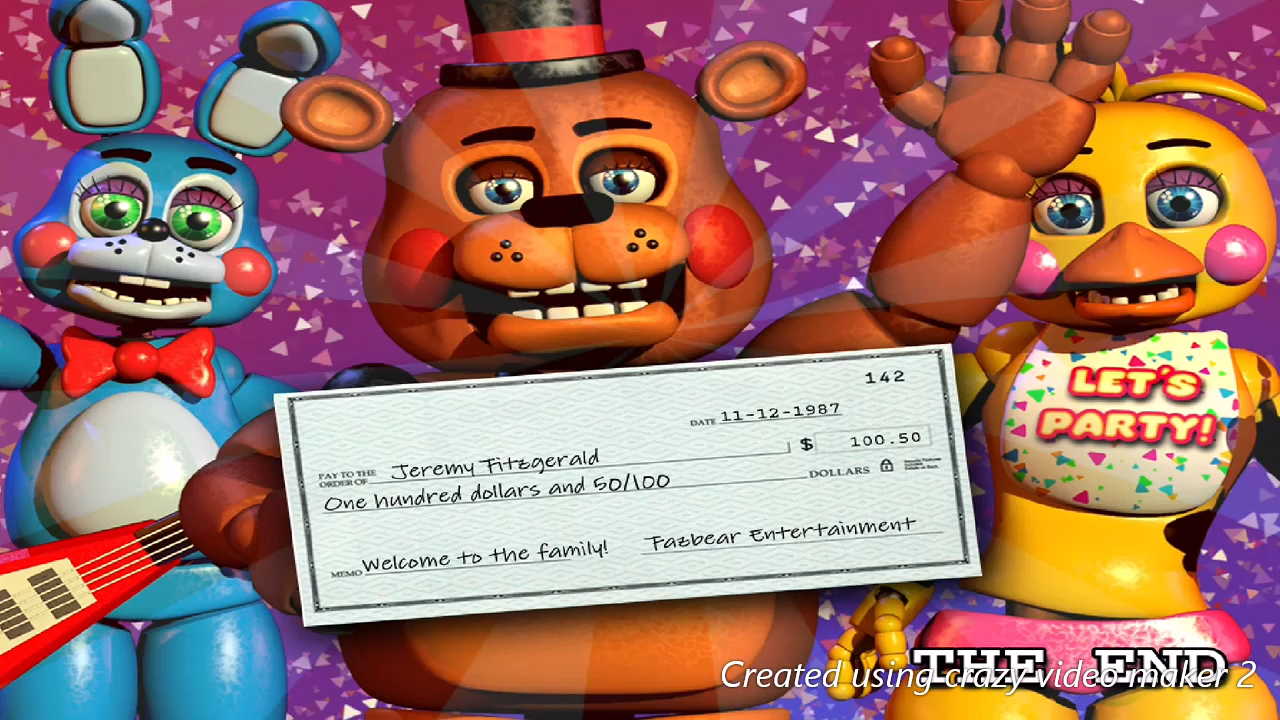 142
DATE 11-12-1987
PAY TO THE
ORDER OF Jeremy Fitzgerald $ 100.50
One hundred dollars and 50/100 DOLLARS
MEMO Welcome to the family! Fazbear Entertainment
LET'S
PARTY!
THE END
Created using crazy video maker 2